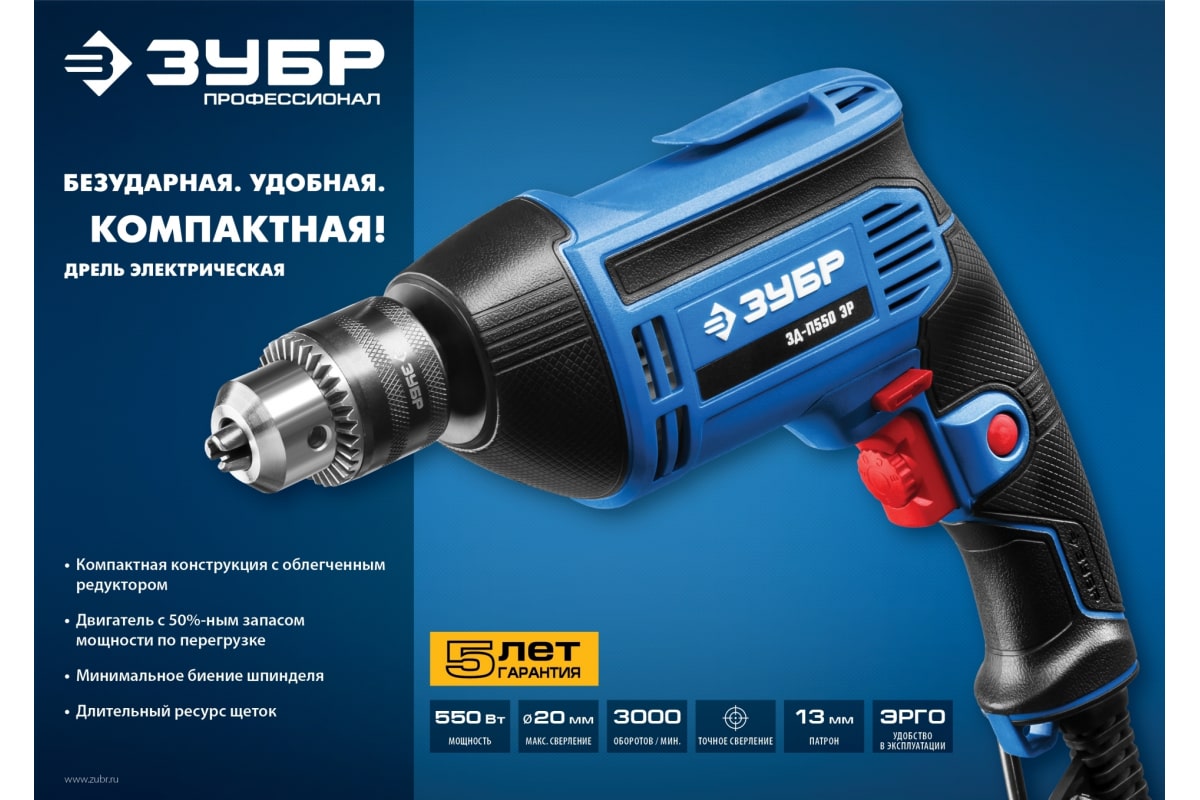 ЗУБР
ПРОФЕССИОНАЛ
БЕЗУДАРНАЯ. УДОБНАЯ.
КОМПАКТНАЯ!
ДРЕЛЬ ЭЛЕКТРИЧЕСКАЯ
ЗУБР
ЗД-П550 ЭР
ЗУБР
• Компактная конструкция с облегченным
редуктором
• Двигатель с 50%-ным запасом
мощности по перегрузке
• Минимальное биение шпинделя
• Длительный ресурс щеток
5 лет
ГАРАНТИЯ
550 Вт
МОЩНОСТЬ
ø20 мм
МАКС. СВЕРЛЕНИЕ
3000
ОБОРОТОВ / МИН.
ТОЧНОЕ СВЕРЛЕНИЕ
13 мм
ПАТРОН
ЭРГО
УДОБСТВО
В ЭКСПЛУАТАЦИИ
www.zubr.ru